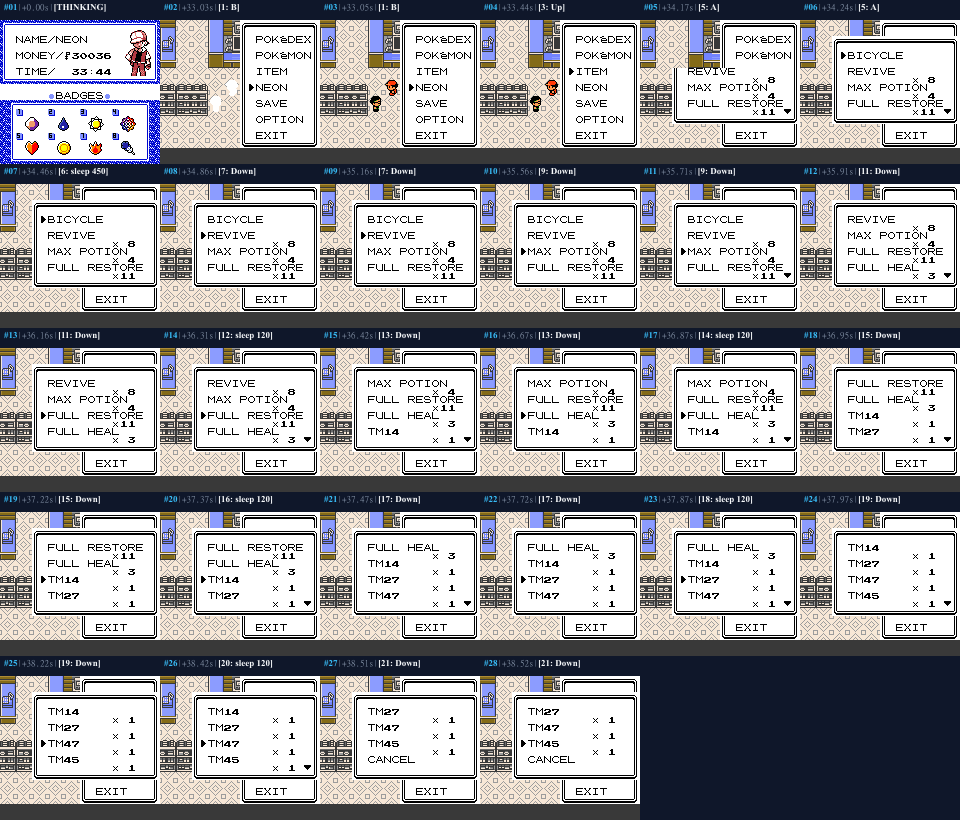 #01|+0.00s| [THINKING]
NAME/NEON
MONEY/₽30036
TIME/ 33:44
BADGES
#02|+33.03s| [1: B]
POKéDEX
POKéMON
ITEM
▶NEON
SAVE
OPTION
EXIT
#03|+33.05s| [1: B]
POKéDEX
POKéMON
ITEM
▶NEON
SAVE
OPTION
EXIT
#04|+33.44s| [3: Up]
POKéDEX
POKéMON
▶ITEM
NEON
SAVE
OPTION
EXIT
#05|+34.17s| [5: A]
POKéDEX
POKéMON
REVIVE
× 8
MAX POTION
× 4
FULL RESTORE
×11
EXIT
#06|+34.24s| [5: A]
▶BICYCLE
REVIVE
× 8
MAX POTION
× 4
FULL RESTORE
×11
EXIT
#07|+34.46s| [6: sleep 450]
▶BICYCLE
REVIVE
× 8
MAX POTION
× 4
FULL RESTORE
×11
EXIT
#08|+34.86s| [7: Down]
BICYCLE
▶REVIVE
× 8
MAX POTION
× 4
FULL RESTORE
×11
EXIT
#09|+35.16s| [7: Down]
BICYCLE
▶REVIVE
× 8
MAX POTION
× 4
FULL RESTORE
×11
EXIT
#10|+35.56s| [9: Down]
BICYCLE
REVIVE
× 8
▶MAX POTION
× 4
FULL RESTORE
×11
EXIT
#11|+35.71s| [9: Down]
BICYCLE
REVIVE
× 8
▶MAX POTION
× 4
FULL RESTORE
×11
EXIT
#12|+35.91s| [11: Down]
REVIVE
× 8
MAX POTION
× 4
FULL RESTORE
×11
FULL HEAL
× 3
EXIT
#13|+36.16s| [11: Down]
REVIVE
× 8
MAX POTION
× 4
▶FULL RESTORE
×11
FULL HEAL
× 3
EXIT
#14|+36.31s| [12: sleep 120]
REVIVE
× 8
MAX POTION
× 4
▶FULL RESTORE
×11
FULL HEAL
× 3
EXIT
#15|+36.42s| [13: Down]
MAX POTION
× 4
FULL RESTORE
×11
FULL HEAL
× 3
TM14
× 1
EXIT
#16|+36.67s| [13: Down]
MAX POTION
× 4
FULL RESTORE
×11
▶FULL HEAL
× 3
TM14
× 1
EXIT
#17|+36.87s| [14: sleep 120]
MAX POTION
× 4
FULL RESTORE
×11
▶FULL HEAL
× 3
TM14
× 1
EXIT
#18|+36.95s| [15: Down]
FULL RESTORE
×11
FULL HEAL
× 3
TM14
× 1
TM27
× 1
EXIT
#19|+37.22s| [15: Down]
FULL RESTORE
×11
FULL HEAL
× 3
▶TM14
× 1
TM27
× 1
EXIT
#20|+37.37s| [16: sleep 120]
FULL RESTORE
×11
FULL HEAL
× 3
▶TM14
× 1
TM27
× 1
EXIT
#21|+37.47s| [17: Down]
FULL HEAL
× 3
TM14
× 1
TM27
× 1
TM47
× 1
EXIT
#22|+37.72s| [17: Down]
FULL HEAL
× 3
TM14
× 1
▶TM27
× 1
TM47
× 1
EXIT
#23|+37.87s| [18: sleep 120]
FULL HEAL
× 3
TM14
× 1
▶TM27
× 1
TM47
× 1
EXIT
#24|+37.97s| [19: Down]
TM14
× 1
TM27
× 1
TM47
× 1
TM45
× 1
EXIT
#25|+38.22s| [19: Down]
TM14
× 1
TM27
× 1
▶TM47
× 1
TM45
× 1
EXIT
#26|+38.42s| [20: sleep 120]
TM14
× 1
TM27
× 1
▶TM47
× 1
TM45
× 1
EXIT
#27|+38.51s| [21: Down]
TM27
× 1
TM47
× 1
TM45
× 1
CANCEL
EXIT
#28|+38.52s| [21: Down]
TM27
× 1
TM47
× 1
▶TM45
× 1
CANCEL
EXIT